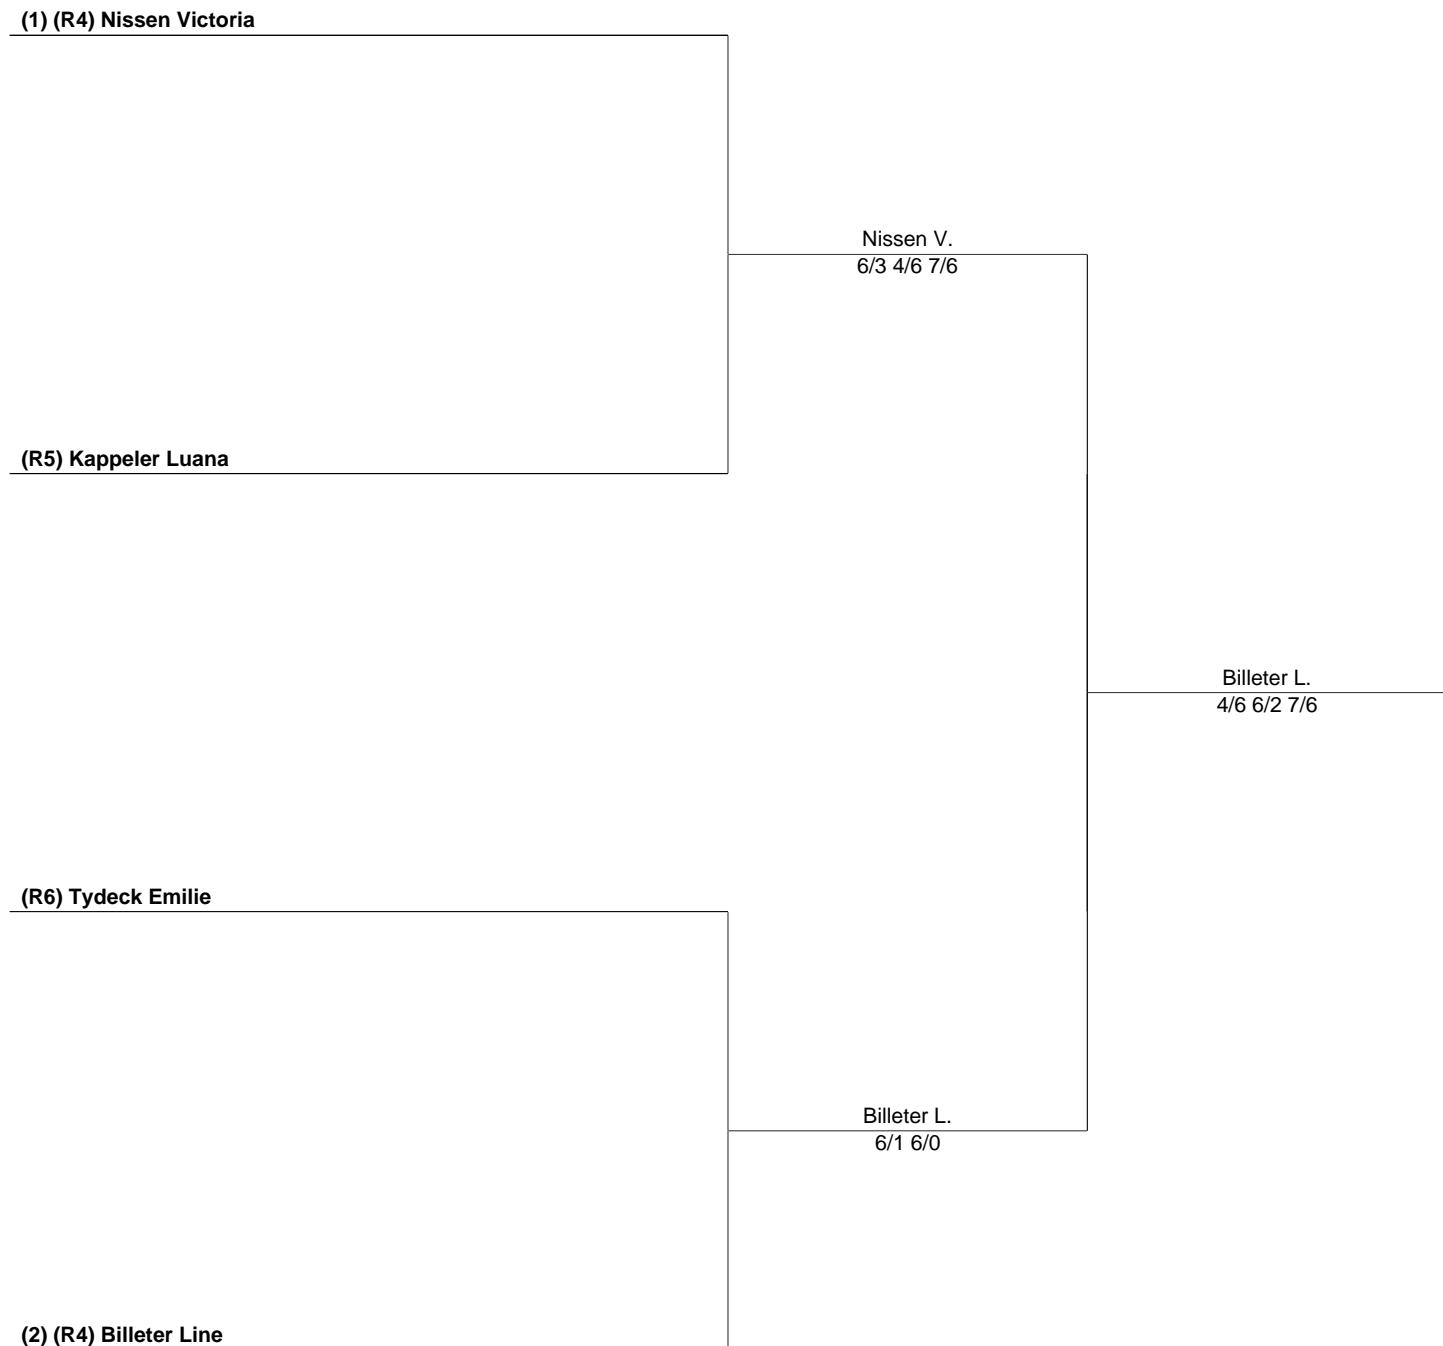 (1) (R4) Nissen Victoria
Nissen V.
6/3 4/6 7/6
(R5) Kappeler Luana
Billeter L.
4/6 6/2 7/6
(R6) Tydeck Emilie
Billeter L.
6/1 6/0
(2) (R4) Billeter Line